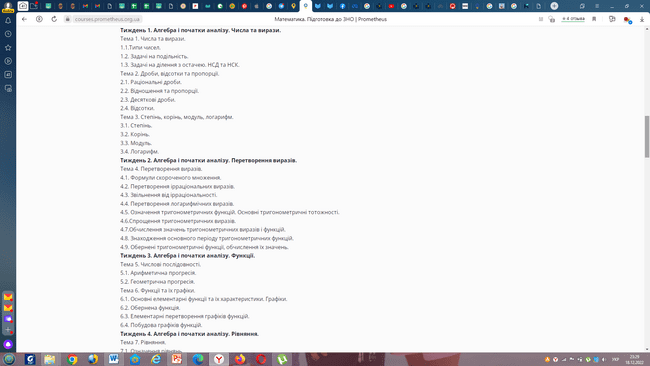 courses.prometheus.org.ua
Математика. Підготовка до ЗНО | Prometheus
★ 4 отзыва
Тиждень 1. Алгебра і початки аналізу. Числа та вирази.
Тема 1. Числа та вирази.
1.1.Типи чисел.
1.2. Задачі на подільність.
1.3. Задачі на ділення з остачею. НСД та НСК.
Тема 2. Дроби, відсотки та пропорції.
2.1. Раціональні дроби.
2.2. Відношення та пропорції.
2.3. Десяткові дроби.
2.4. Відсотки.
Тема 3. Степінь, корінь, модуль, логарифм.
3.1. Степінь.
3.2. Корінь.
3.3. Модуль.
3.4. Логарифм.
Тиждень 2. Алгебра і початки аналізу. Перетворення виразів.
Тема 4. Перетворення виразів.
4.1. Формули скороченого множення.
4.2. Перетворення ірраціональних виразів.
4.3. Звільнення від ірраціональності.
4.4. Перетворення логарифмічних виразів.
4.5. Означення тригонометричних функцій. Основні тригонометричні тотожності.
4.6.Спрощення тригонометричних виразів.
4.7.Обчислення значень тригонометричних виразів і функцій.
4.8. Знаходження основного періоду тригонометричних функцій.
4.9. Обернені тригонометричні функції, обчислення їх значень.
Тиждень 3. Алгебра і початки аналізу. Функції.
Тема 5. Числові послідовності.
5.1. Арифметична прогресія.
5.2. Геометрична прогресія.
Тема 6. Функції та їх графіки.
6.1. Основні елементарні функції та їх характеристики. Графіки.
6.2. Обернена функція.
6.3. Елементарні перетворення графіків функцій.
6.4. Побудова графіків функцій.
Тиждень 4. Алгебра і початки аналізу. Рівняння.
Тема 7. Рівняння.
7.1. Означення рівнянь.
УКР
18.12.2022